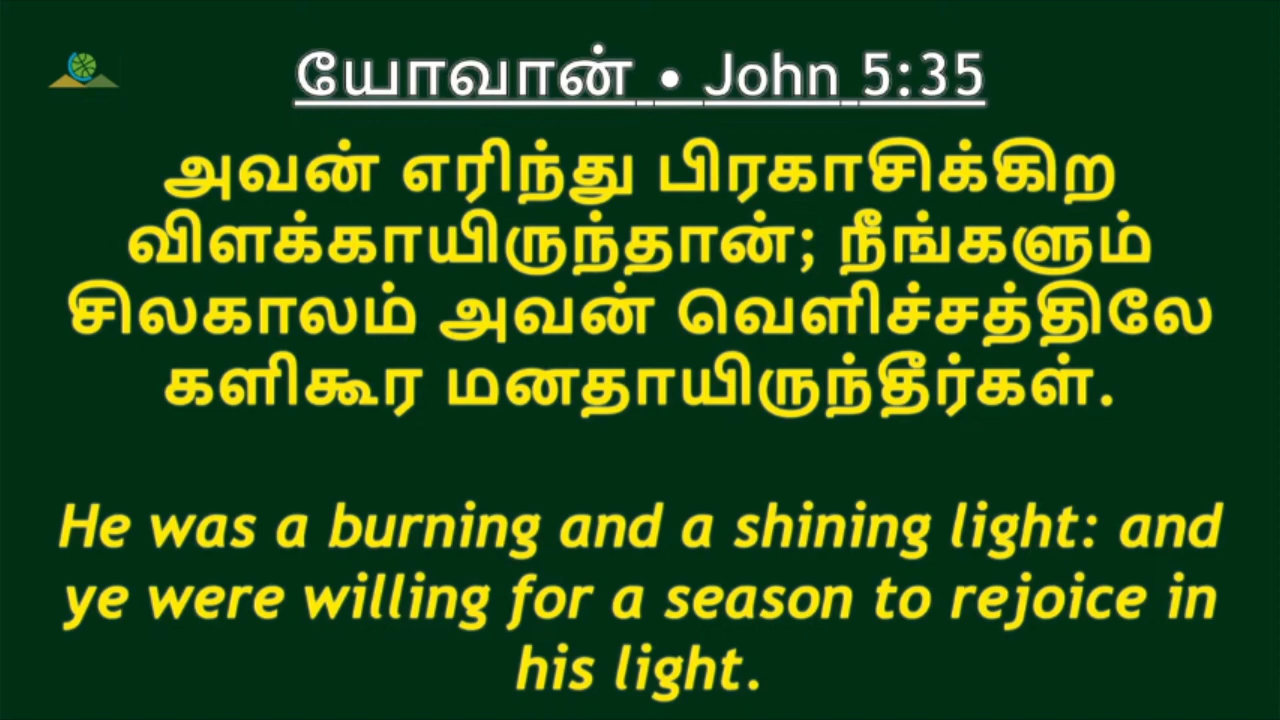 யோவான் • John 5:35
அவன் எரிந்து பிரகாசிக்கிற
விளக்காயிருந்தான்; நீங்களும்
சிலகாலம் அவன் வெளிச்சத்திலே
களிகூர மனதாயிருந்தீர்கள்.
He was a burning and a shining light: and
ye were willing for a season to rejoice in
his light.